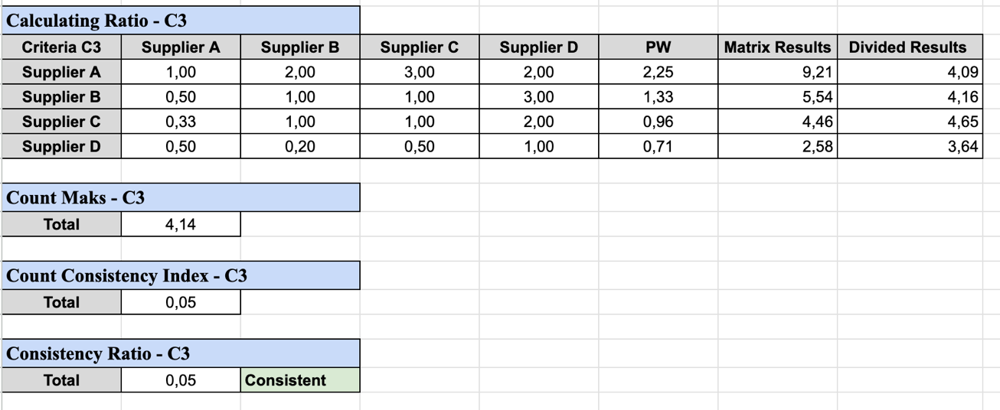 Calculating Ratio - C3
Criteria C3 Supplier A Supplier B Supplier C Supplier D PW Matrix Results Divided Results
Supplier A 1,00 2,00 3,00 2,00 2,25 9,21 4,09
Supplier B 0,50 1,00 1,00 3,00 1,33 5,54 4,16
Supplier C 0,33 1,00 1,00 2,00 0,96 4,46 4,65
Supplier D 0,50 0,20 0,50 1,00 0,71 2,58 3,64
Count Maks - C3
Total 4,14
Count Consistency Index - C3
Total 0,05
Consistency Ratio - C3
Total 0,05 Consistent